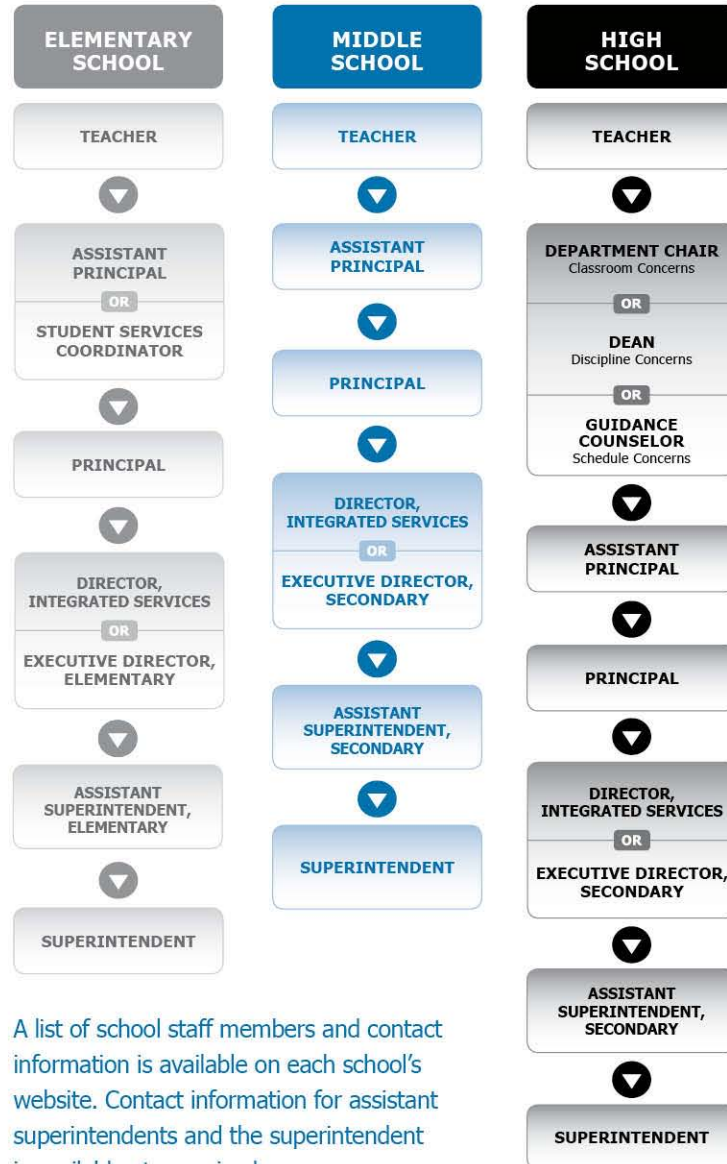 ELEMENTARY
SCHOOL
TEACHER
ASSISTANT
PRINCIPAL
OR
STUDENT SERVICES
COORDINATOR
PRINCIPAL
DIRECTOR,
INTEGRATED SERVICES
OR
EXECUTIVE DIRECTOR,
ELEMENTARY
ASSISTANT
SUPERINTENDENT,
ELEMENTARY
SUPERINTENDENT
MIDDLE
SCHOOL
TEACHER
ASSISTANT
PRINCIPAL
PRINCIPAL
DIRECTOR,
INTEGRATED SERVICES
OR
EXECUTIVE DIRECTOR,
SECONDARY
ASSISTANT
SUPERINTENDENT,
SECONDARY
SUPERINTENDENT
HIGH
SCHOOL
TEACHER
DEPARTMENT CHAIR
Classroom Concerns
OR
DEAN
Discipline Concerns
OR
GUIDANCE
COUNSELOR
Schedule Concerns
ASSISTANT
PRINCIPAL
PRINCIPAL
DIRECTOR,
INTEGRATED SERVICES
OR
EXECUTIVE DIRECTOR,
SECONDARY
ASSISTANT
SUPERINTENDENT,
SECONDARY
SUPERINTENDENT
A list of school staff members and contact
information is available on each school's
website. Contact information for assistant
superintendents and the superintendent